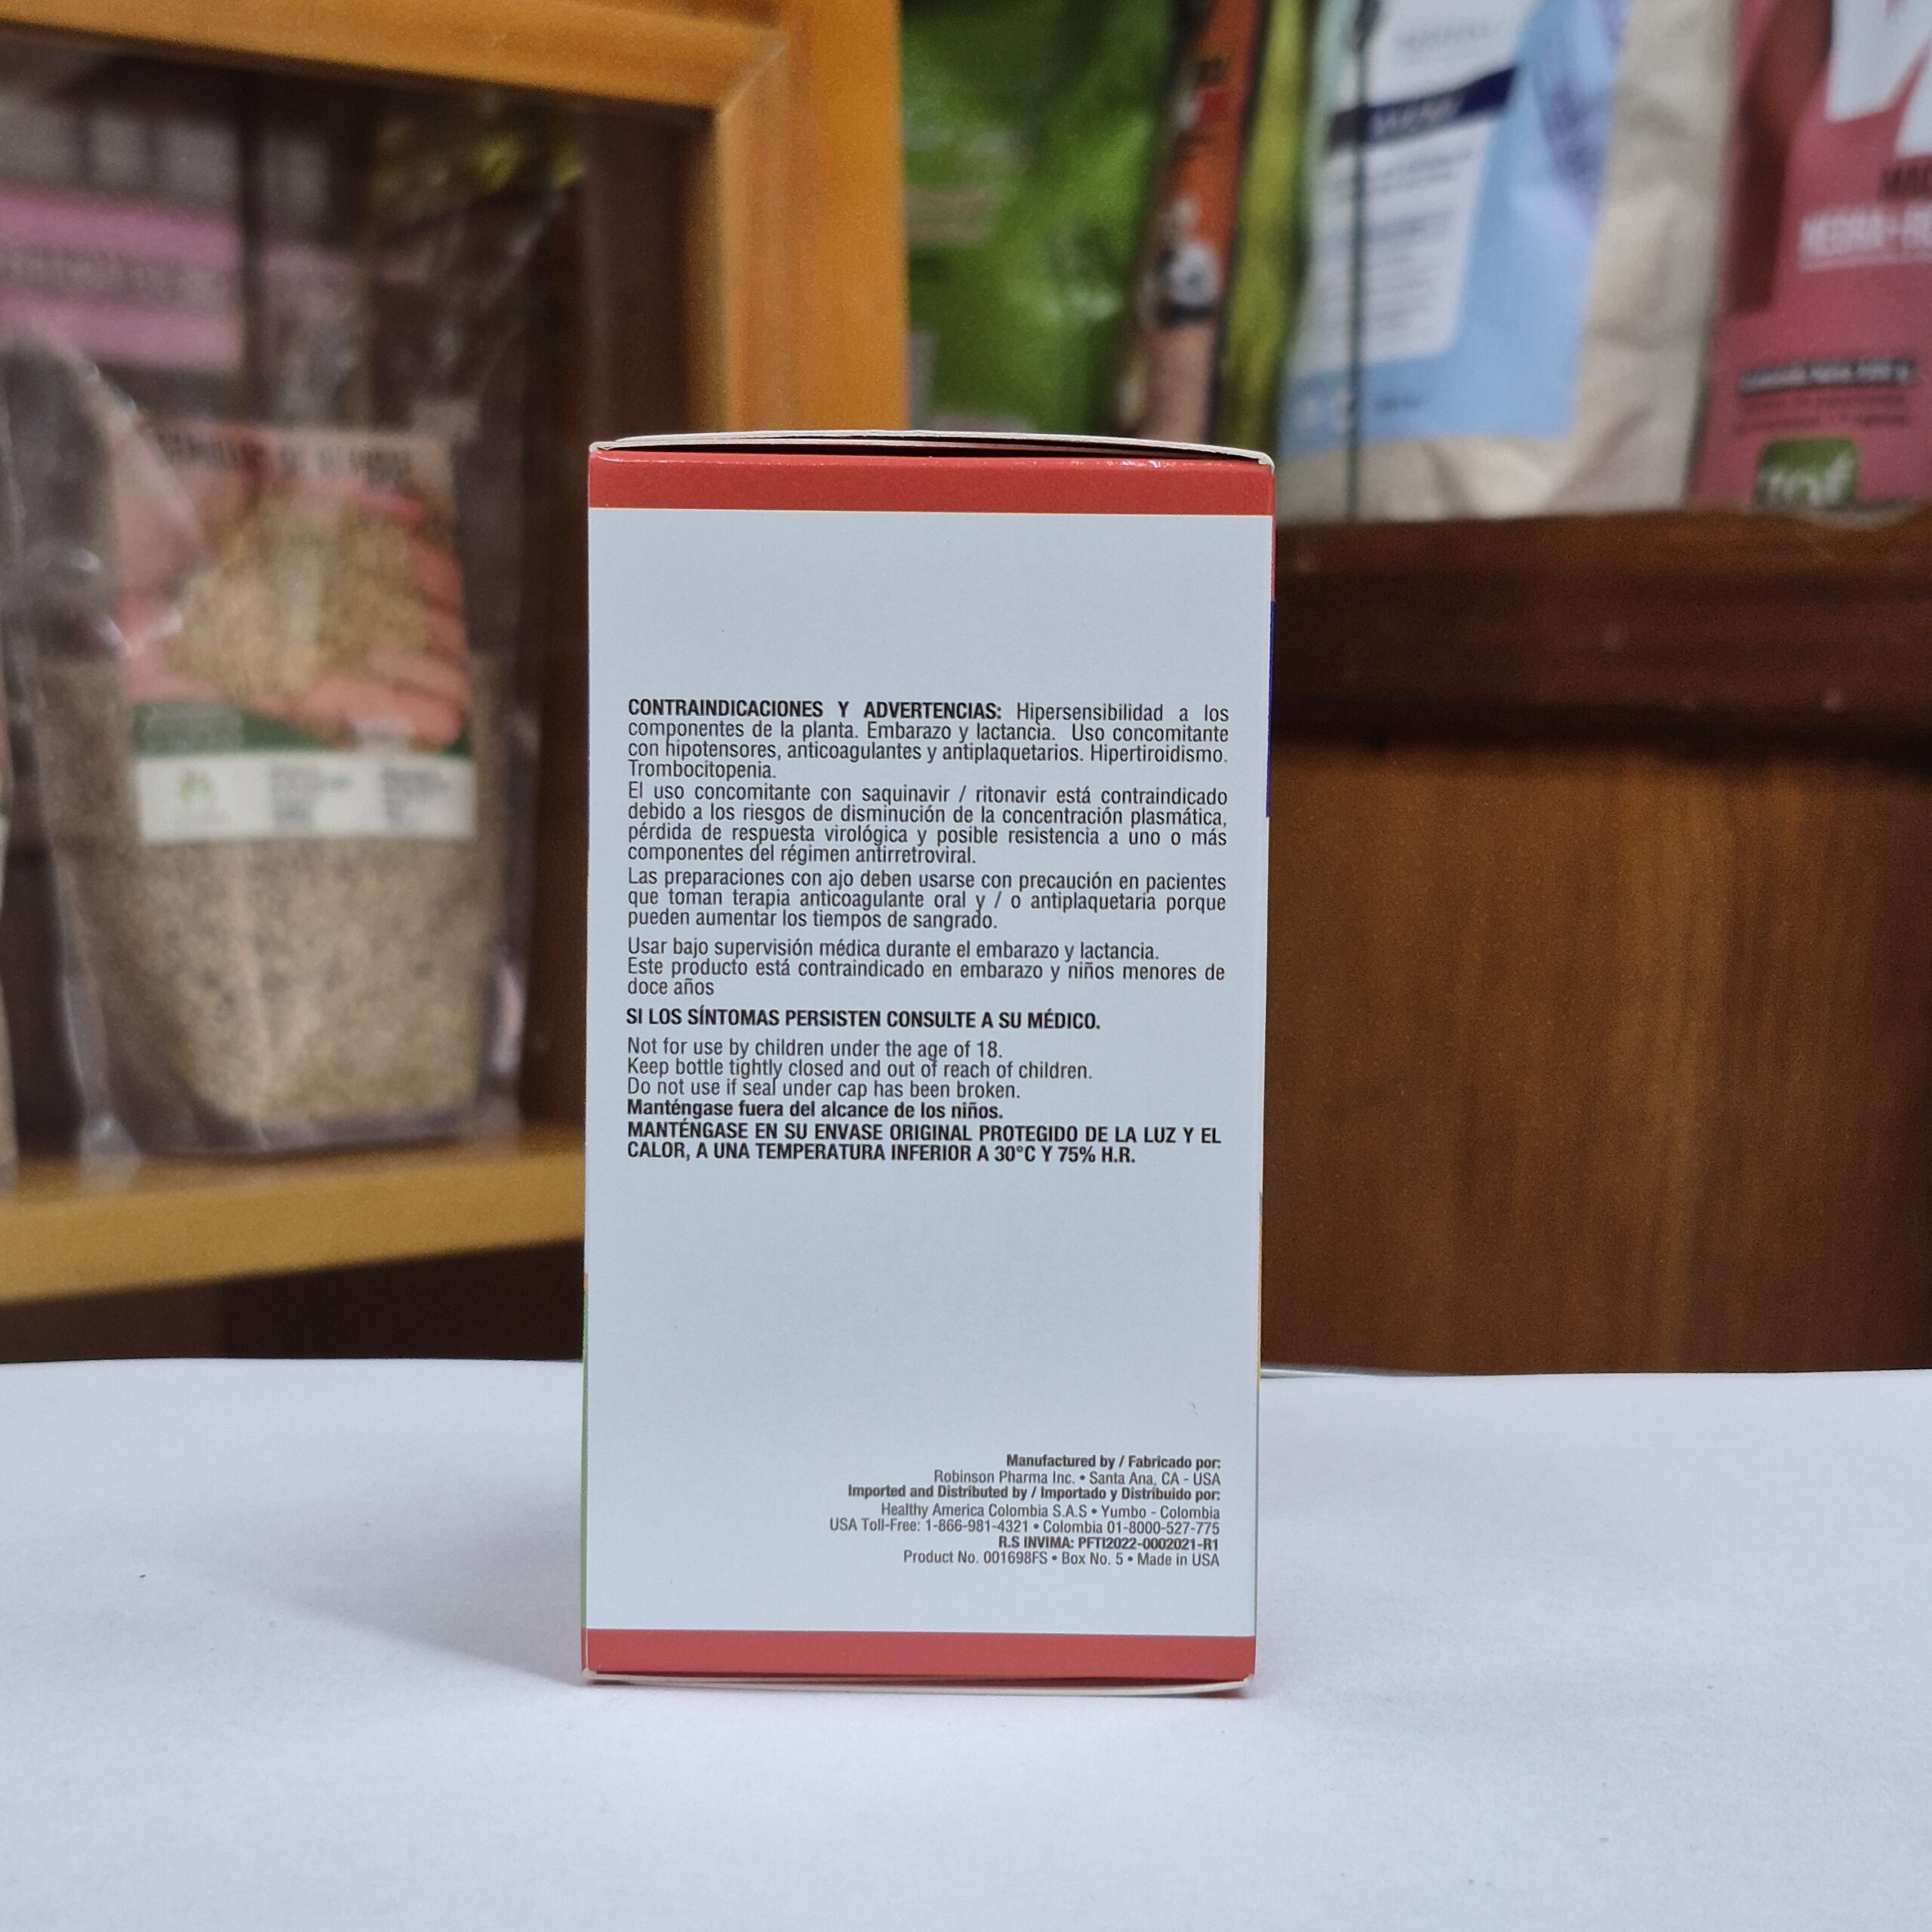 CONTRAINDICACIONES Y ADVERTENCIAS: Hipersensibilidad a los
componentes de la planta. Embarazo y lactancia. Uso concomitante
con hipotensores, anticoagulantes y antiplaquetarios. Hipertiroidismo.
Trombocitopenia.
El uso concomitante con saquinavir / ritonavir está contraindicado
debido a los riesgos de disminución de la concentración plasmática,
pérdida de respuesta virológica y posible resistencia a uno o más
componentes del régimen antirretroviral.
Las preparaciones con ajo deben usarse con precaución en pacientes
que toman terapia anticoagulante oral y / o antiplaquetaria porque
pueden aumentar los tiempos de sangrado.
Usar bajo supervisión médica durante el embarazo y lactancia.
Este producto está contraindicado en embarazo y niños menores de
doce años
SI LOS SÍNTOMAS PERSISTEN CONSULTE A SU MÉDICO.
Not for use by children under the age of 18.
Keep bottle tightly closed and out of reach of children.
Do not use if seal under cap has been broken.
Manténgase fuera del alcance de los niños.
MANTÉNGASE EN SU ENVASE ORIGINAL PROTEGIDO DE LA LUZ Y EL
CALOR, A UNA TEMPERATURA INFERIOR A 30°C Y 75% H.R.
Manufactured by / Fabricado por:
Robinson Pharma Inc. • Santa Ana, CA - USA
Imported and Distributed by / Importado y Distribuido por:
Healthy America Colombia S.A.S • Yumbo - Colombia
USA Toll-Free: 1-866-981-4321 • Colombia 01-8000-527-775
R.S INVIMA: PFTI2022-0002021-R1
Product No. 001698FS • Box No. 5 • Made in USA